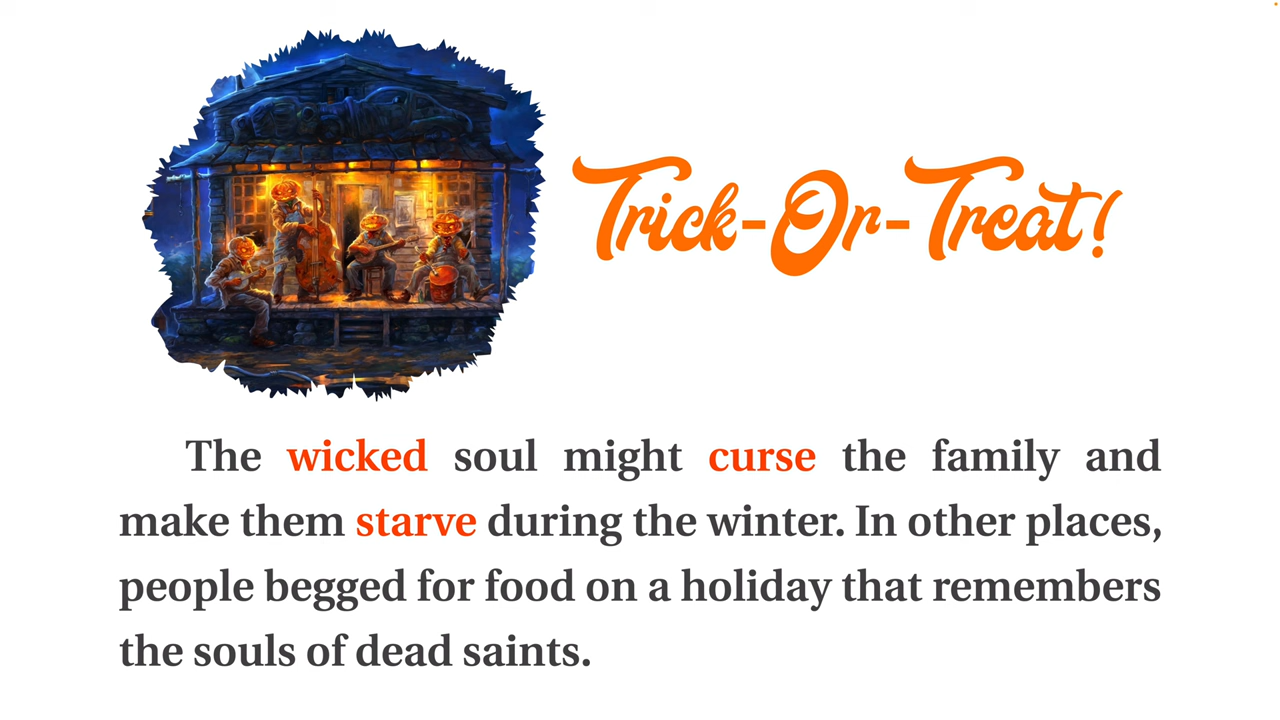 Trick-Or-Treat!
The wicked soul might curse the family and
make them starve during the winter. In other places,
people begged for food on a holiday that remembers
the souls of dead saints.